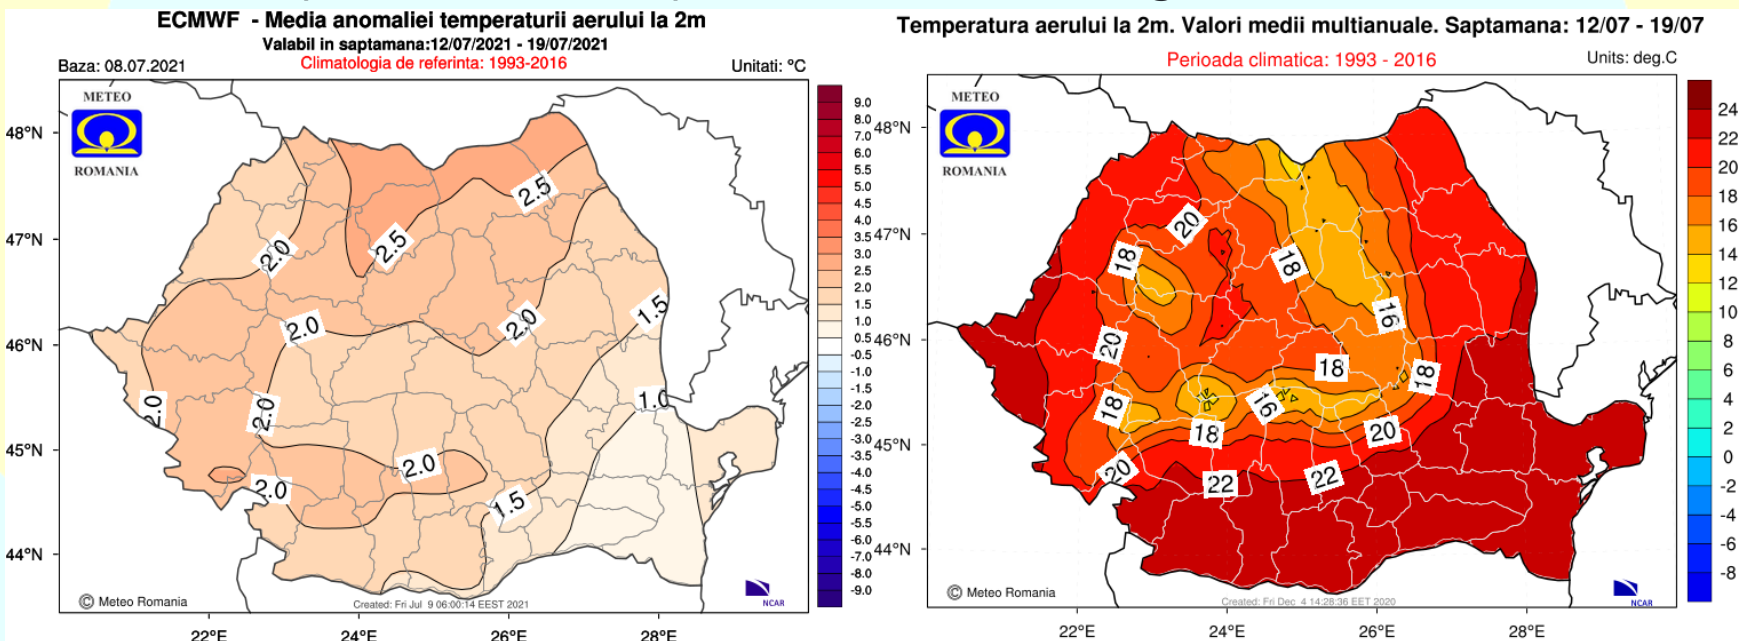 ECMWF - Media anomaliei temperaturii aerului la 2m
Valabil in saptamana:12/07/2021 - 19/07/2021
Baza: 08.07.2021
Climatologia de referinta: 1993-2016
Unitati: ºC
METEO
ROMANIA
48°N
47°N
46°N
45°N
44°N
2.5
2.0
2.5
2.0
2.0
1.5
2.0
2.0
1.0
2.0
2.0
1.5
9.0
8.0
7.0
6.0
5.5
5.0
4.5
4.0
3.5
3.0
2.5
2.0
1.5
1.0
0.5
-0.5
-1.0
-1.5
-2.0
-2.5
-3.0
-3.5
-4.0
-4.5
-5.0
-5.5
-6.0
-7.0
-8.0
-9.0
© Meteo Romania
Created: Fri Jul 9 06:00:14 EEST 2021
NCAR
22°E
24°E
26°E
28°E
Temperatura aerului la 2m. Valori medii multianuale. Saptamana: 12/07 - 19/07
Perioada climatica: 1993 - 2016
Units: deg.C
METEO
ROMANIA
48°N
47°N
46°N
45°N
44°N
20
18
18
16
20
18
18
18
16
18
20
20
22
22
24
22
20
18
16
14
12
10
8
6
4
2
0
-2
-4
-6
-8
© Meteo Romania
Created: Fri Dec 4 14:28:36 EET 2020
NCAR
22°E
24°E
26°E
28°E